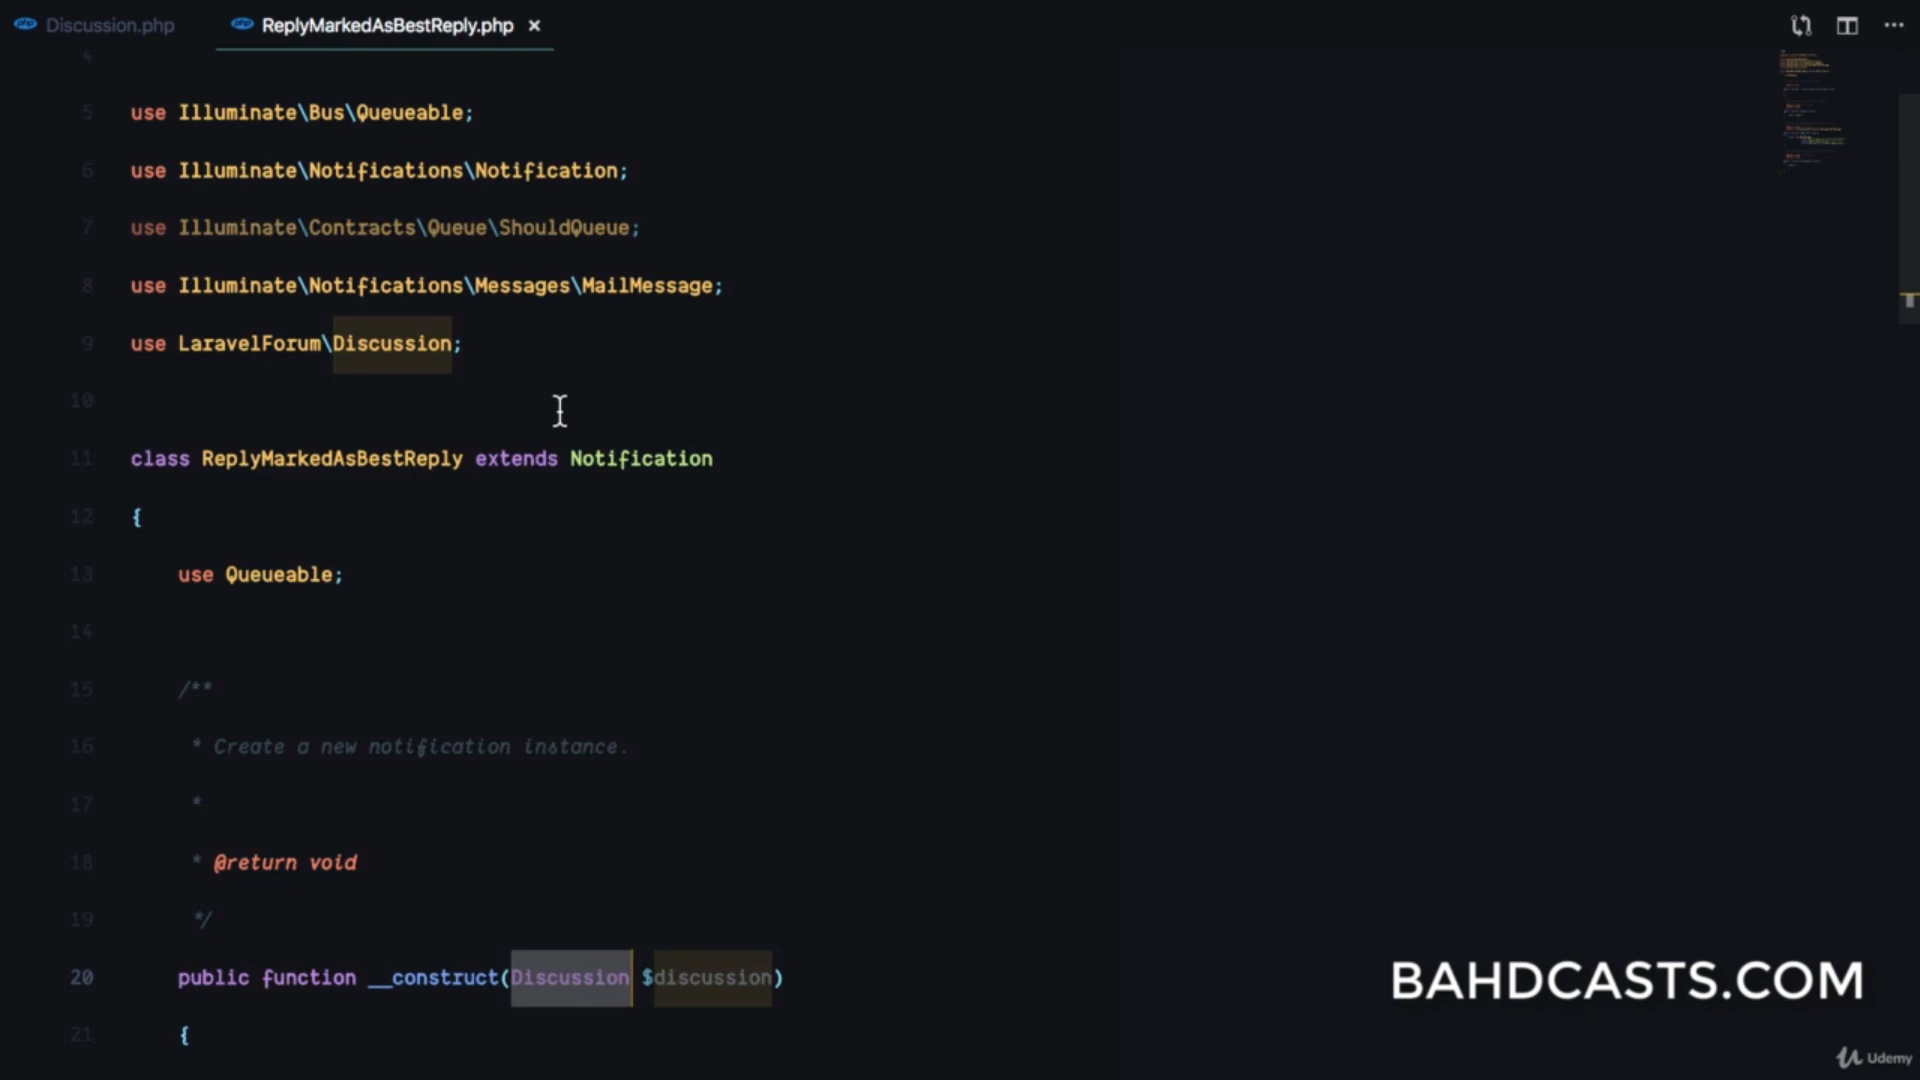 Discussion.php
ReplyMarkedAsBestReply.php ×
4
5 use Illuminate\Bus\Queueable;
6 use Illuminate\Notifications\Notification;
7 use Illuminate\Contracts\Queue\ShouldQueue;
8 use Illuminate\Notifications\Messages\MailMessage;
9 use LaravelForum\Discussion;
10
11 class ReplyMarkedAsBestReply extends Notification
12 {
13 use Queueable;
14
15 /**
16 * Create a new notification instance.
17 *
18 * @return void
19 */
20 public function __construct(Discussion $discussion)
21 {
BAHDCASTS.COM
Udemy